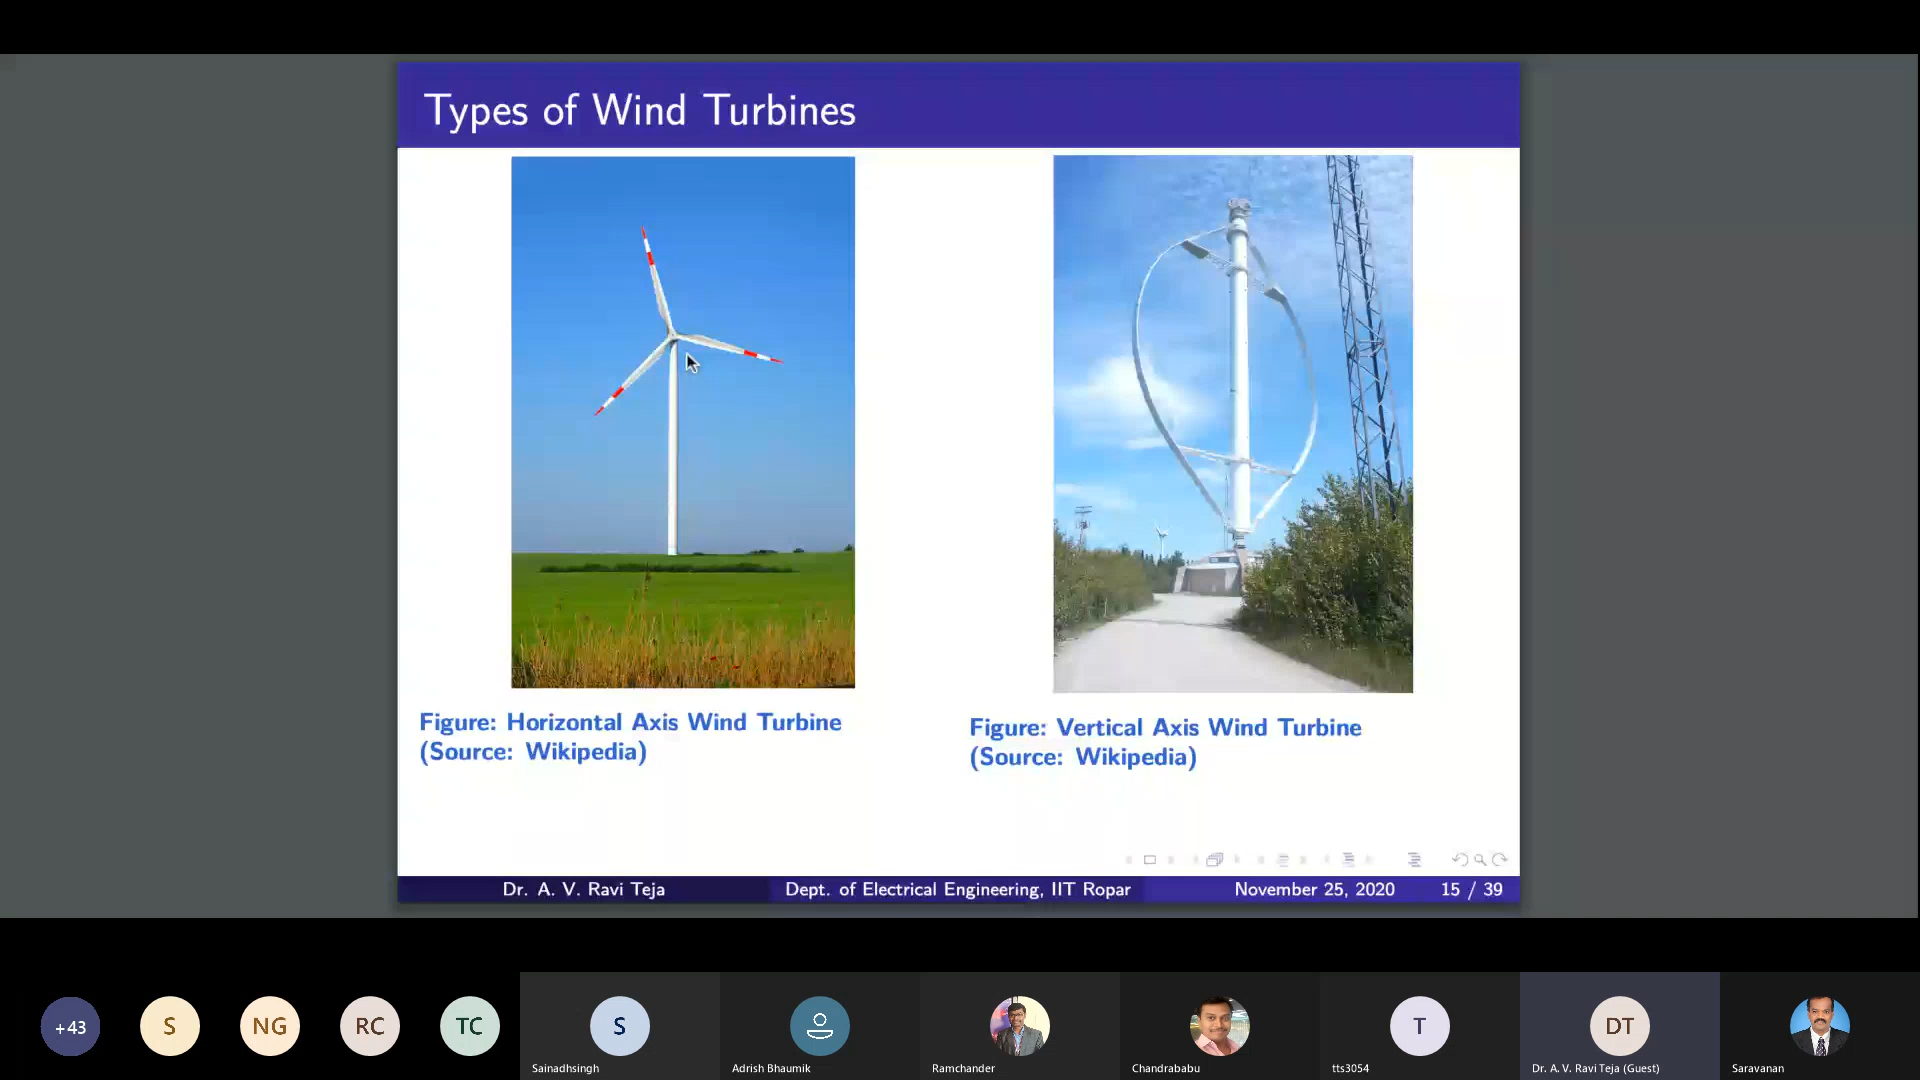 Types of Wind Turbines
Figure: Horizontal Axis Wind Turbine
(Source: Wikipedia)
Figure: Vertical Axis Wind Turbine
(Source: Wikipedia)
Dr. A. V. Ravi Teja
Dept. of Electrical Engineering, IIT Ropar
November 25, 2020
15 / 39
+43
S
NG
RC
TC
S
T
DT
Sainadhsingh
Adrish Bhaumik
Ramchander
Chandrababu
tts3054
Dr. A. V. Ravi Teja (Guest)
Saravanan